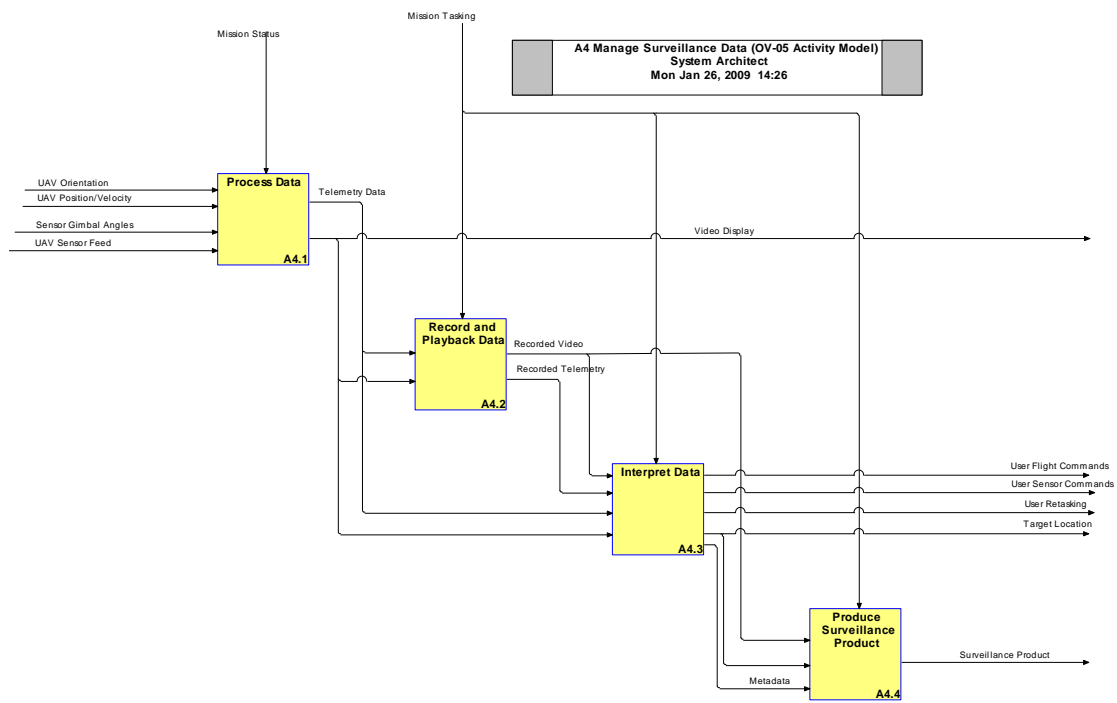 Mission Tasking
Mission Status
A4 Manage Surveillance Data (OV-05 Activity Model)
System Architect
Mon Jan 26, 2009  14:26
UAV Orientation
UAV Position/Velocity
Sensor Gimbal Angles
UAV Sensor Feed
Process Data
A4.1
Telemetry Data
Video Display
Record and
Playback Data
A4.2
Recorded Video
Recorded Telemetry
Interpret Data
A4.3
User Flight Commands
User Sensor Commands
User Retasking
Target Location
Produce
Surveillance
Product
A4.4
Metadata
Surveillance Product